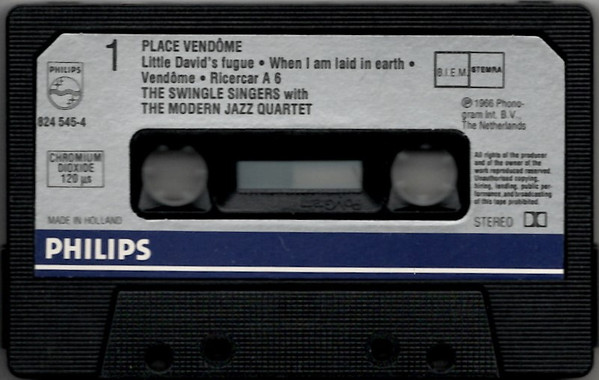 1
PLACE VENDÔME
Little David's fugue • When I am laid in earth •
Vendôme • Ricercar A 6
THE SWINGLE SINGERS with
THE MODERN JAZZ QUARTET
PHILIPS
824 545-4
B.I.E.M. STEMRA
℗ 1966 Phono-
gram Int. B.V.,
The Netherlands
CHROMIUM
DIOXIDE
120 µs
All rights of the producer
and of the owner of the
work reproduced reserved.
Unauthorised copying,
hiring, lending, public per-
formance and broadcasting
of this tape prohibited.
PolyGram
MADE IN HOLLAND
STEREO
PHILIPS